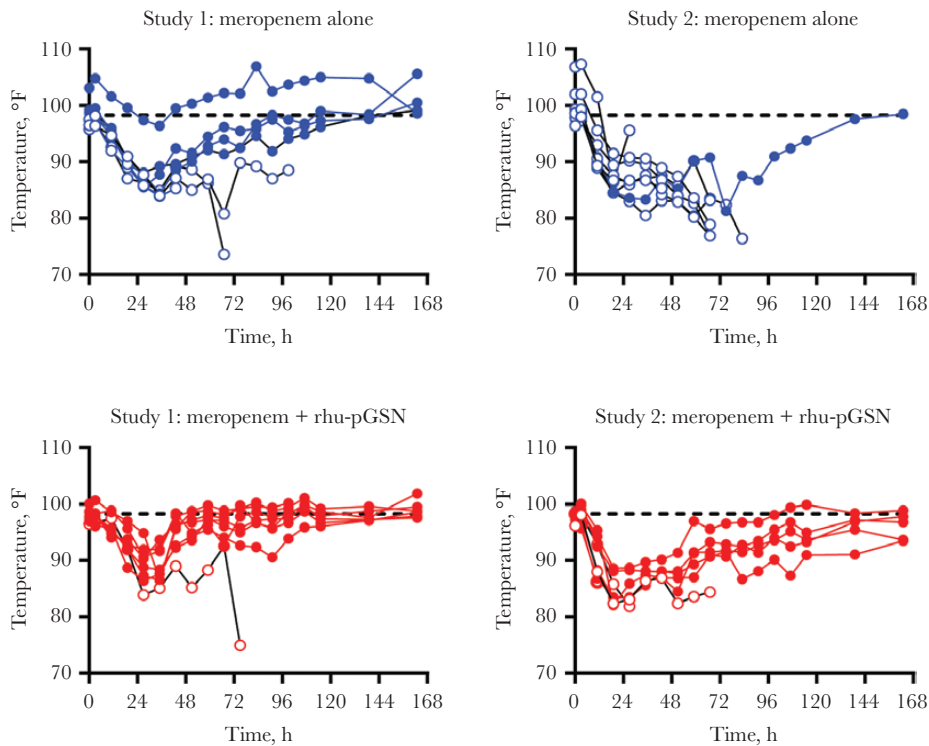 Study 1: meropenem alone
110
100
90
80
70
Temperature, °F
0 24 48 72 96 120 144 168
Time, h
Study 2: meropenem alone
110
100
90
80
70
Temperature, °F
0 24 48 72 96 120 144 168
Time, h
Study 1: meropenem + rhu-pGSN
110
100
90
80
70
Temperature, °F
0 24 48 72 96 120 144 168
Time, h
Study 2: meropenem + rhu-pGSN
110
100
90
80
70
Temperature, °F
0 24 48 72 96 120 144 168
Time, h